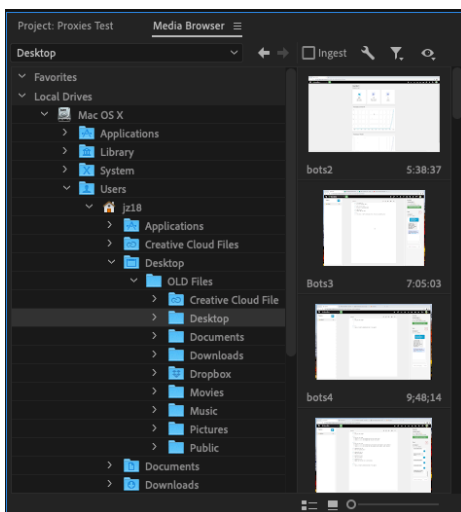 Project: Proxies Test
Media Browser
Desktop
Ingest
Favorites
Local Drives
Mac OS X
Applications
Library
System
Users
jz18
Applications
Creative Cloud Files
Desktop
OLD Files
Creative Cloud File
Desktop
Documents
Downloads
Dropbox
Movies
Music
Pictures
Public
Documents
Downloads
bots2 5:38:37
Bots3 7:05:03
bots4 9;48;14